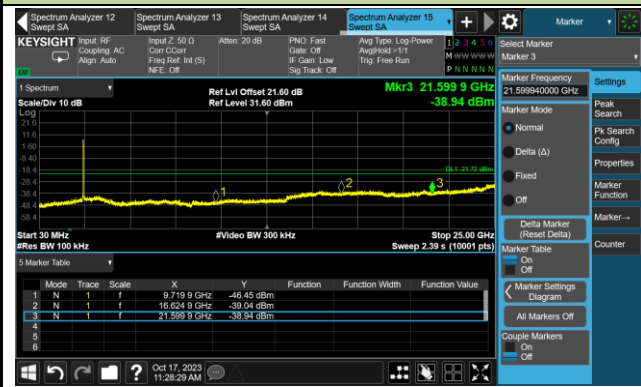 Spectrum Analyzer 12
Swept SA
Spectrum Analyzer 13
Swept SA
Spectrum Analyzer 14
Swept SA
Spectrum Analyzer 15
Swept SA
Marker
KEYSIGHT
Input: RF
Coupling: AC
Align: Auto
Input Z: 50 Ω
Corr CCorr
Freq Ref: Int (S)
NFE: Off
Atten: 20 dB
PNO: Fast
Gate: Off
IF Gain: Low
Sig Track: Off
Avg Type: Log-Power
Avg|Hold:>1/1
Trig: Free Run
1 2 3 4 5 6
M W W W W W
P N N N N N
Select Marker
Marker 3
1 Spectrum
Scale/Div 10 dB
Log
Ref Lvl Offset 21.60 dB
Ref Level 31.60 dBm
Mkr3 21.599 9 GHz
-38.94 dBm
21.6
11.6
1.60
-8.40
-18.4
-28.4
-38.4
-48.4
-58.4
DL1 -21.72 dBm
1
2
3
Start 30 MHz
#Res BW 100 kHz
#Video BW 300 kHz
Stop 25.00 GHz
Sweep 2.39 s (10001 pts)
5 Marker Table
Mode Trace Scale X Y Function Function Width Function Value
1 N 1 f 9.719 9 GHz -46.45 dBm
2 N 1 f 16.624 9 GHz -39.04 dBm
3 N 1 f 21.599 9 GHz -38.94 dBm
4
5
6
Marker Frequency
21.599940000 GHz
Marker Mode
Normal
Delta (Δ)
Fixed
Off
Delta Marker
(Reset Delta)
Marker Table
On
Off
Marker Settings
Diagram
All Markers Off
Couple Markers
On
Off
Settings
Peak
Search
Pk Search
Config
Properties
Marker
Function
Marker→
Counter
?
Oct 17, 2023
11:28:29 AM